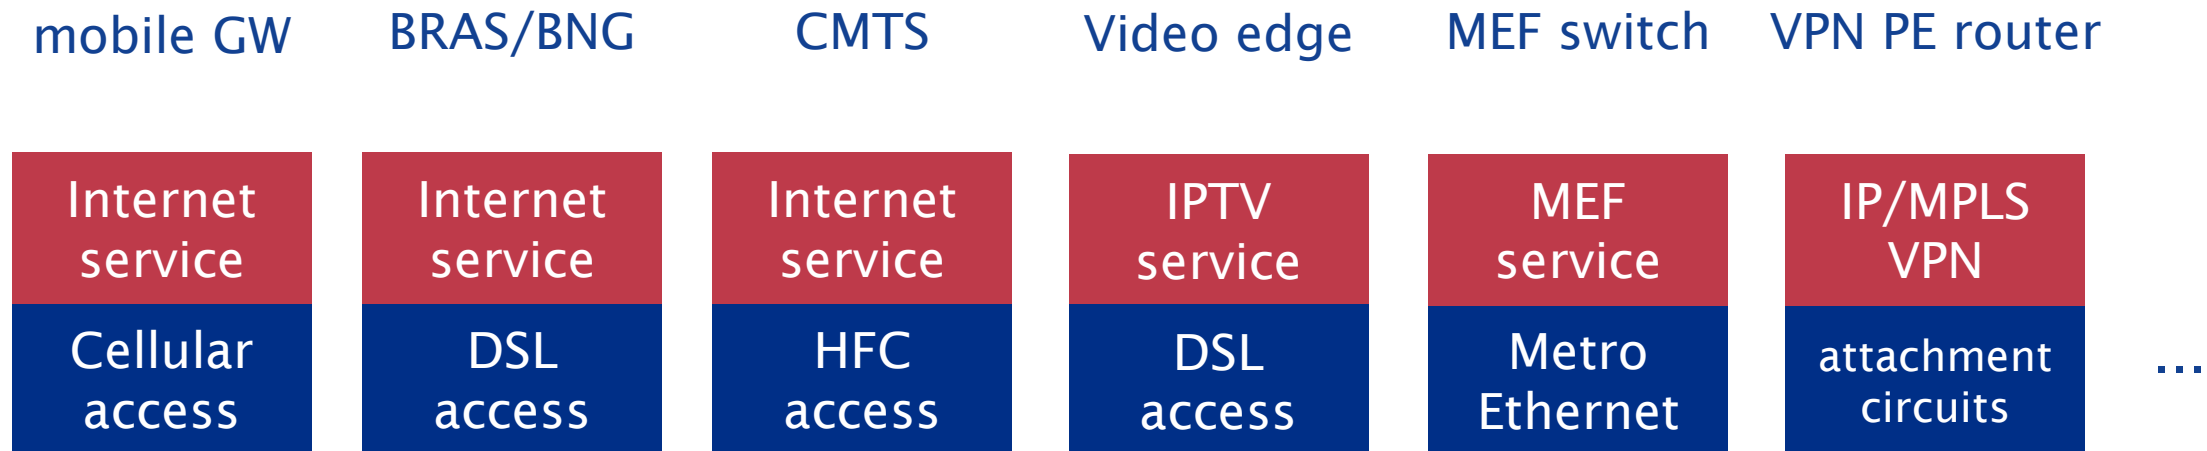 mobile GW
BRAS/BNG
CMTS
Video edge
MEF switch
VPN PE router
Internet
service
Cellular
access
Internet
service
DSL
access
Internet
service
HFC
access
IPTV
service
DSL
access
MEF
service
Metro
Ethernet
IP/MPLS
VPN
attachment
circuits
...